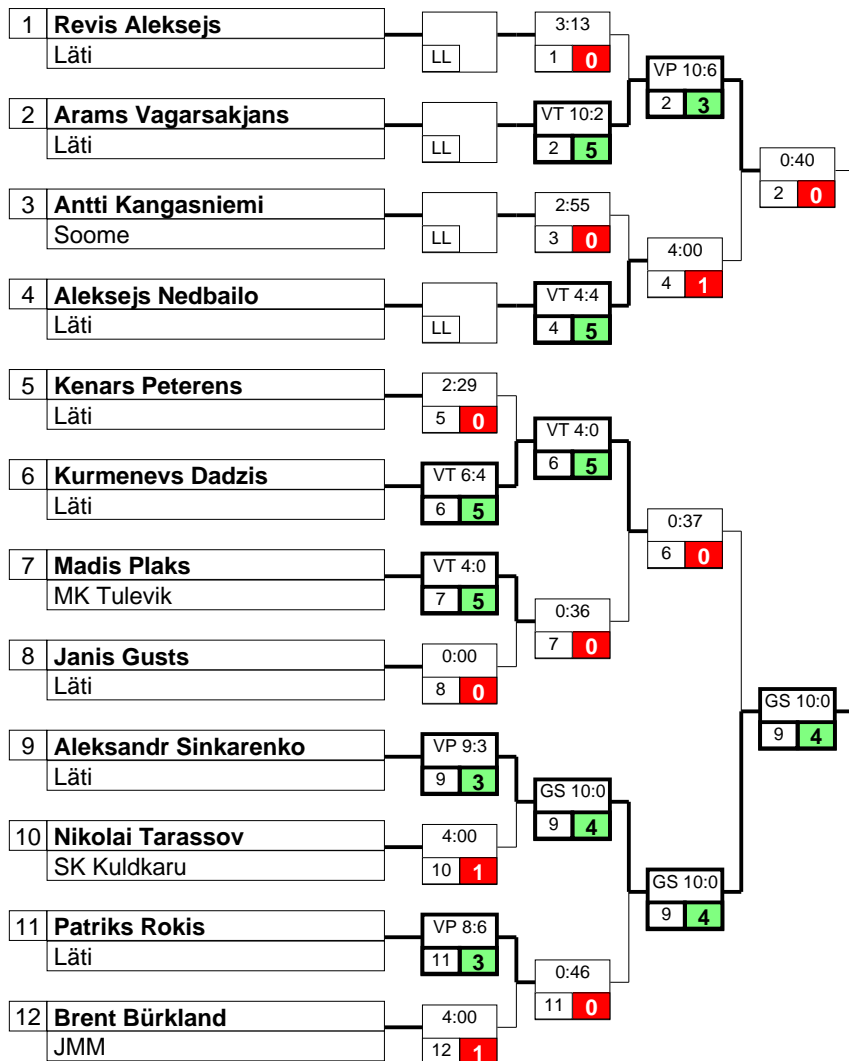 1 Revis Aleksejs
Läti
LL
3:13
1 0
VP 10:6
2 3
2 Arams Vagarsakjans
Läti
LL
VT 10:2
2 5
0:40
2 0
3 Antti Kangasniemi
Soome
LL
2:55
3 0
4:00
4 1
4 Aleksejs Nedbailo
Läti
LL
VT 4:4
4 5
5 Kenars Peterens
Läti
2:29
5 0
VT 4:0
6 5
6 Kurmenevs Dadzis
Läti
VT 6:4
6 5
0:37
6 0
7 Madis Plaks
MK Tulevik
VT 4:0
7 5
0:36
7 0
8 Janis Gusts
Läti
0:00
8 0
GS 10:0
9 4
9 Aleksandr Sinkarenko
Läti
VP 9:3
9 3
GS 10:0
9 4
10 Nikolai Tarassov
SK Kuldkaru
4:00
10 1
GS 10:0
9 4
11 Patriks Rokis
Läti
VP 8:6
11 3
0:46
11 0
12 Brent Bürkland
JMM
4:00
12 1